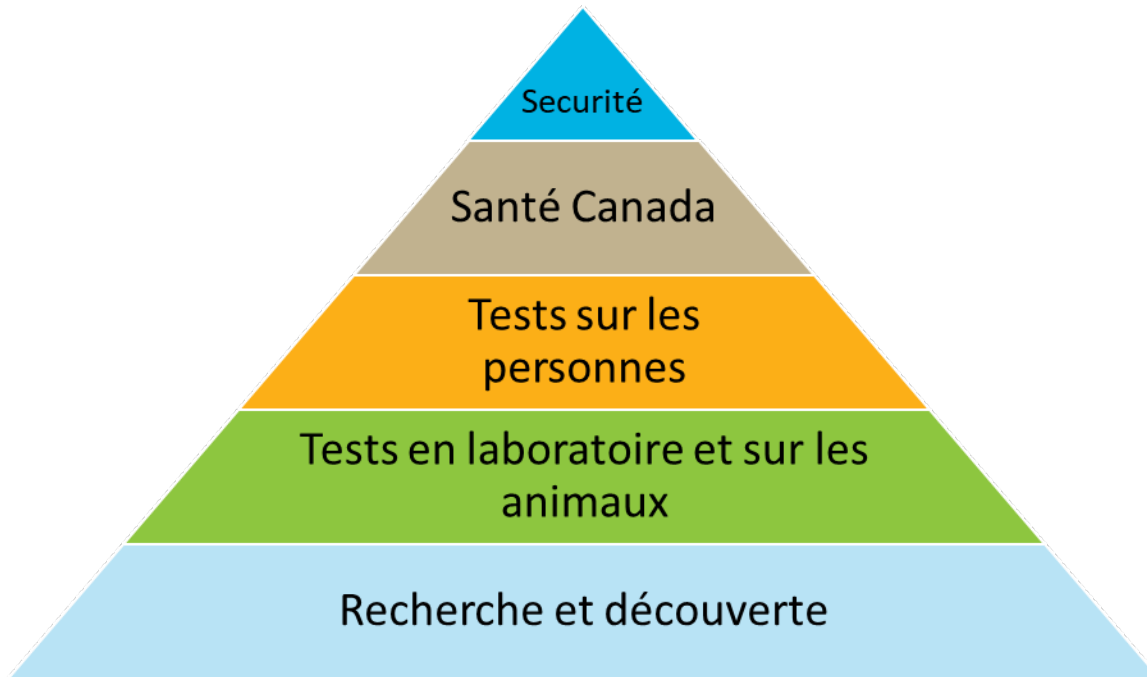 Securité
Santé Canada
Tests sur les
personnes
Tests en laboratoire et sur les
animaux
Recherche et découverte